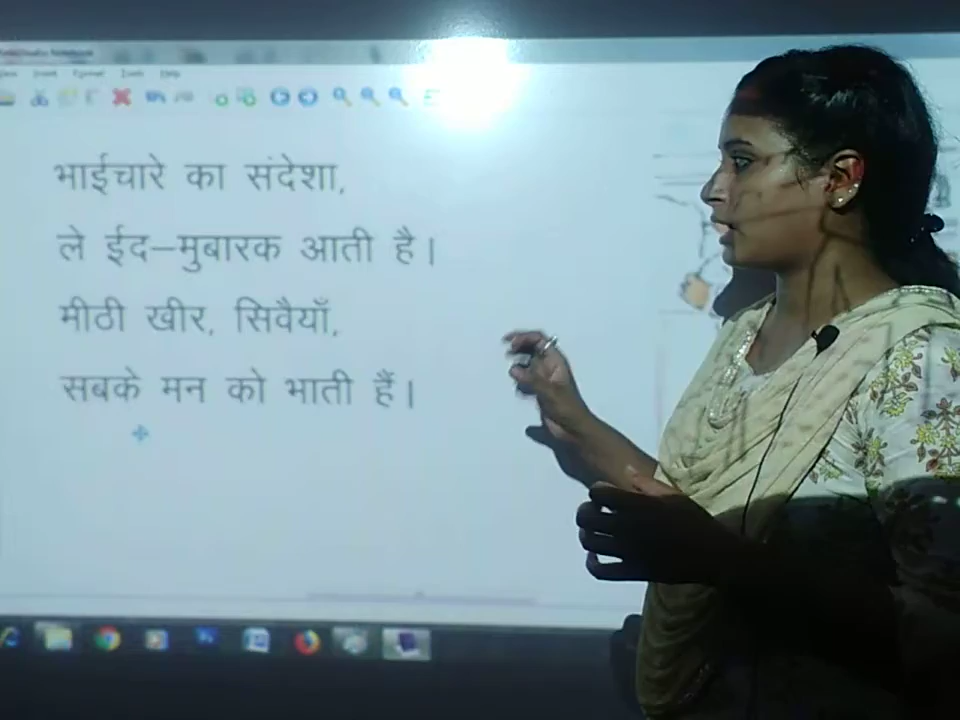 भाईचारे का संदेशा,
ले ईद–मुबारक आती है।
मीठी खीर, सिवैयाँ,
सबके मन को भाती हैं।